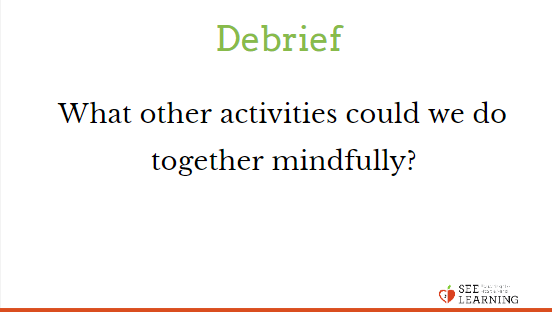 Debrief
What other activities could we do
together mindfully?
SEE
LEARNING